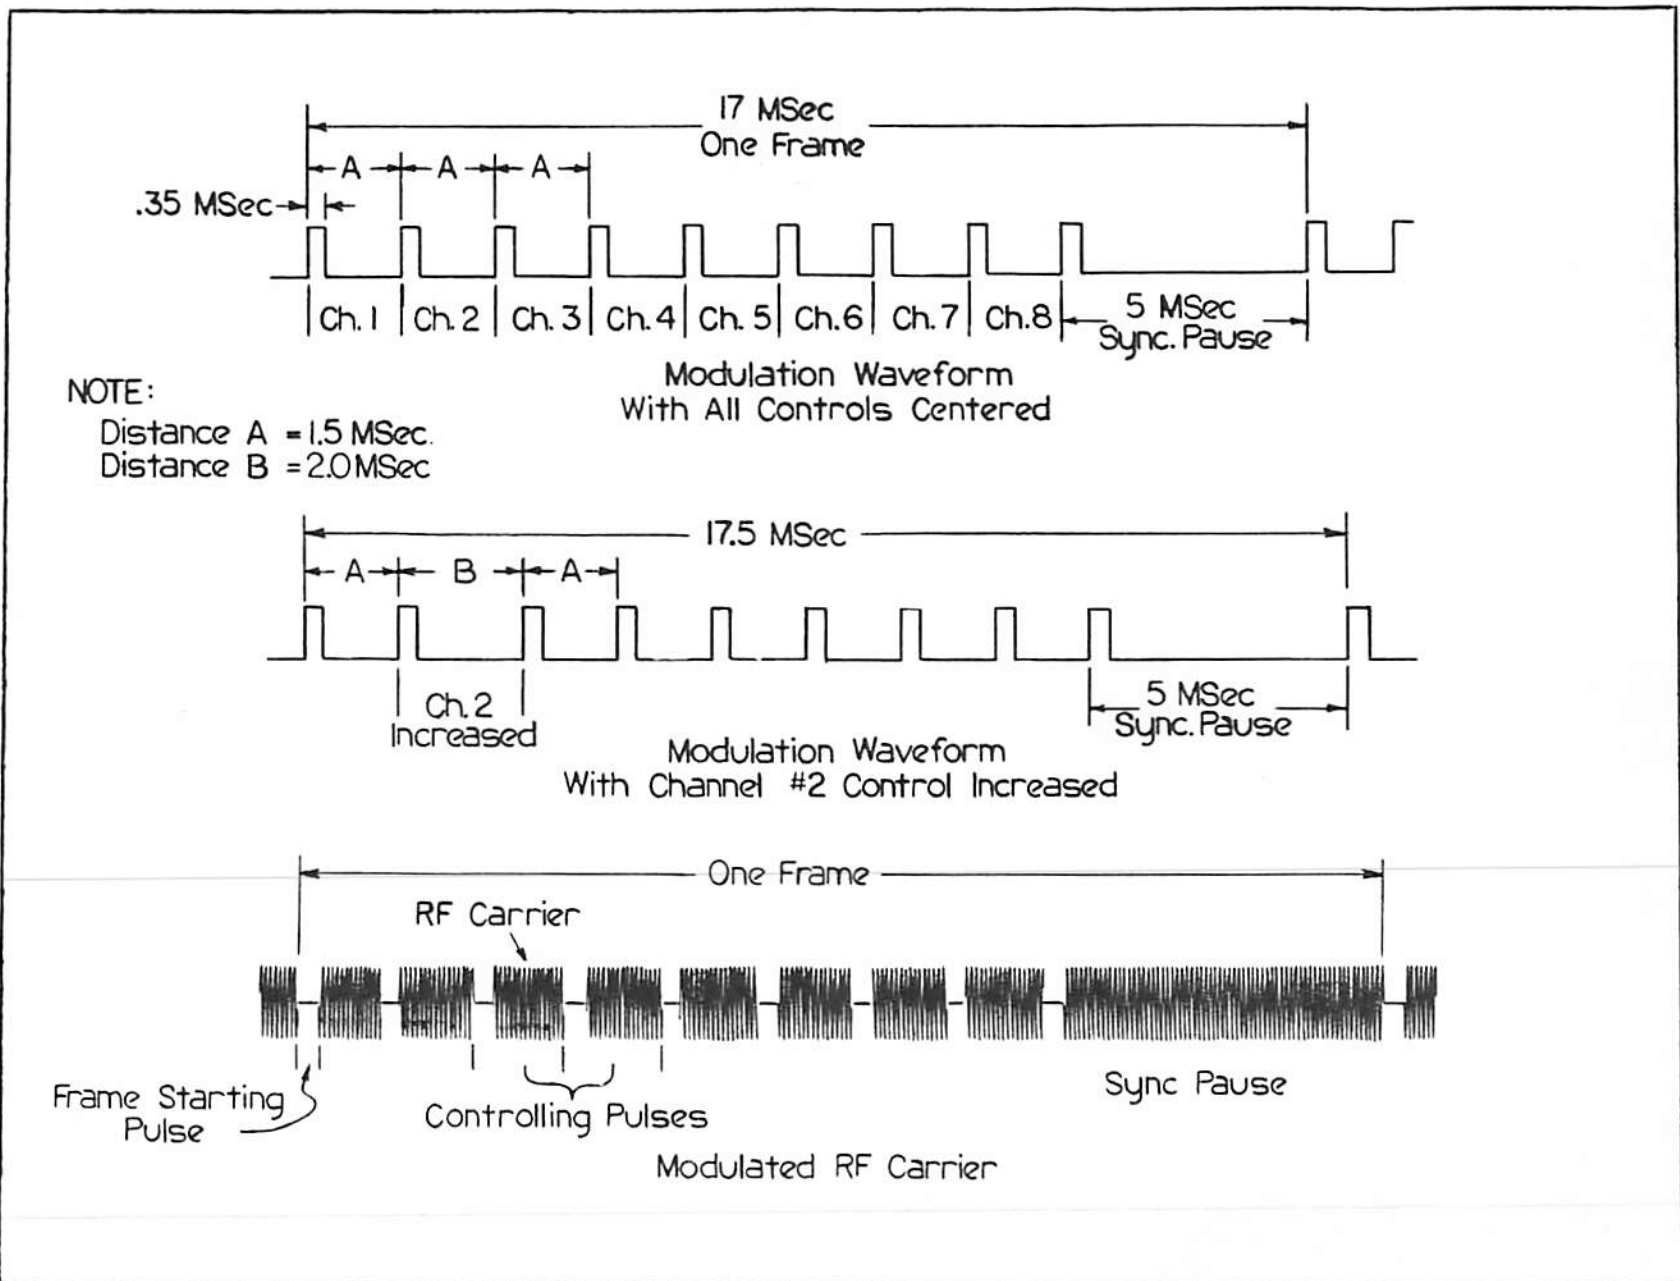 17 MSec
One Frame
A A A
.35 MSec
Ch. 1 Ch. 2 Ch. 3 Ch. 4 Ch. 5 Ch. 6 Ch. 7 Ch. 8 5 MSec
Sync. Pause
Modulation Waveform
With All Controls Centered
NOTE:
Distance A = 1.5 MSec.
Distance B = 2.0 MSec
17.5 MSec
A B A
Ch. 2
Increased
5 MSec
Sync. Pause
Modulation Waveform
With Channel #2 Control Increased
One Frame
RF Carrier
Frame Starting
Pulse
Controlling Pulses
Sync Pause
Modulated RF Carrier